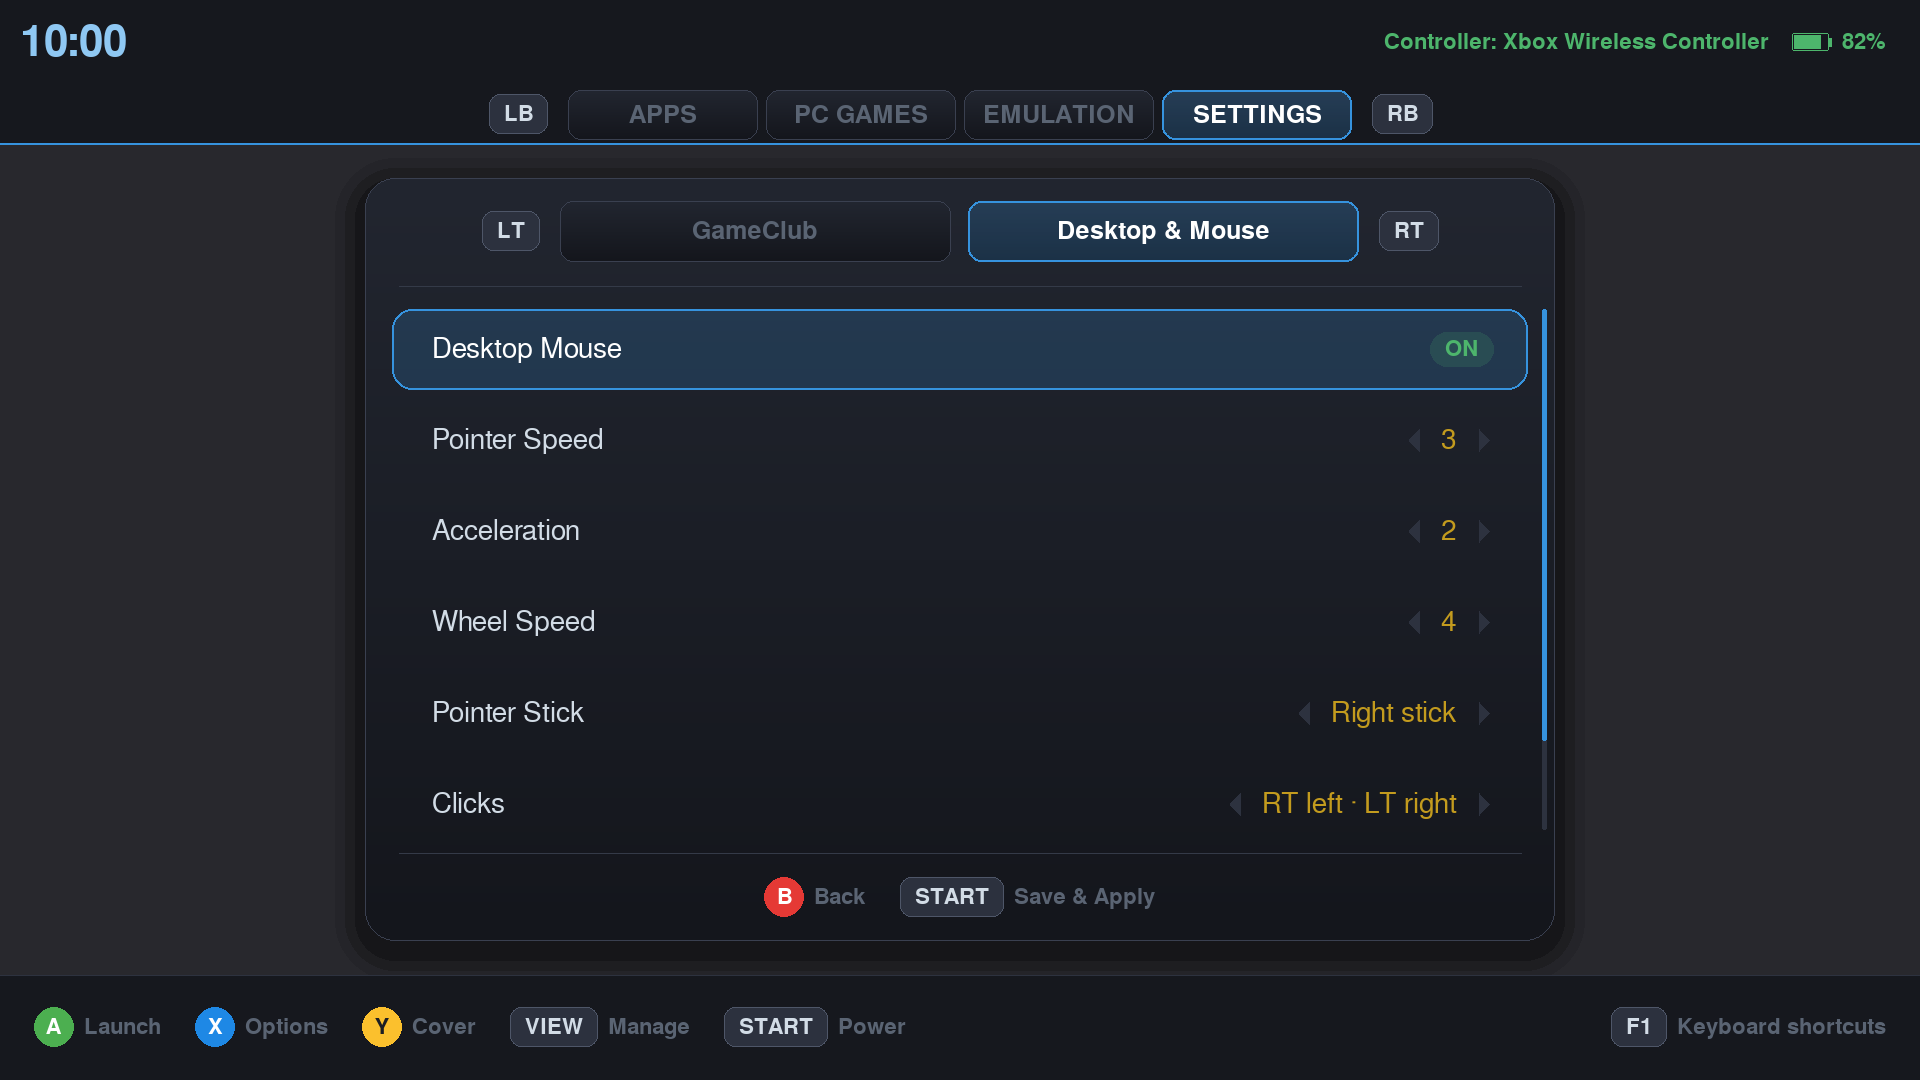 10:00
Controller: Xbox Wireless Controller 82%
LB APPS PC GAMES EMULATION SETTINGS RB
LT GameClub Desktop & Mouse RT
Desktop Mouse ON
Pointer Speed 3
Acceleration 2
Wheel Speed 4
Pointer Stick Right stick
Clicks RT left · LT right
B Back START Save & Apply
A Launch X Options Y Cover VIEW Manage START Power F1 Keyboard shortcuts